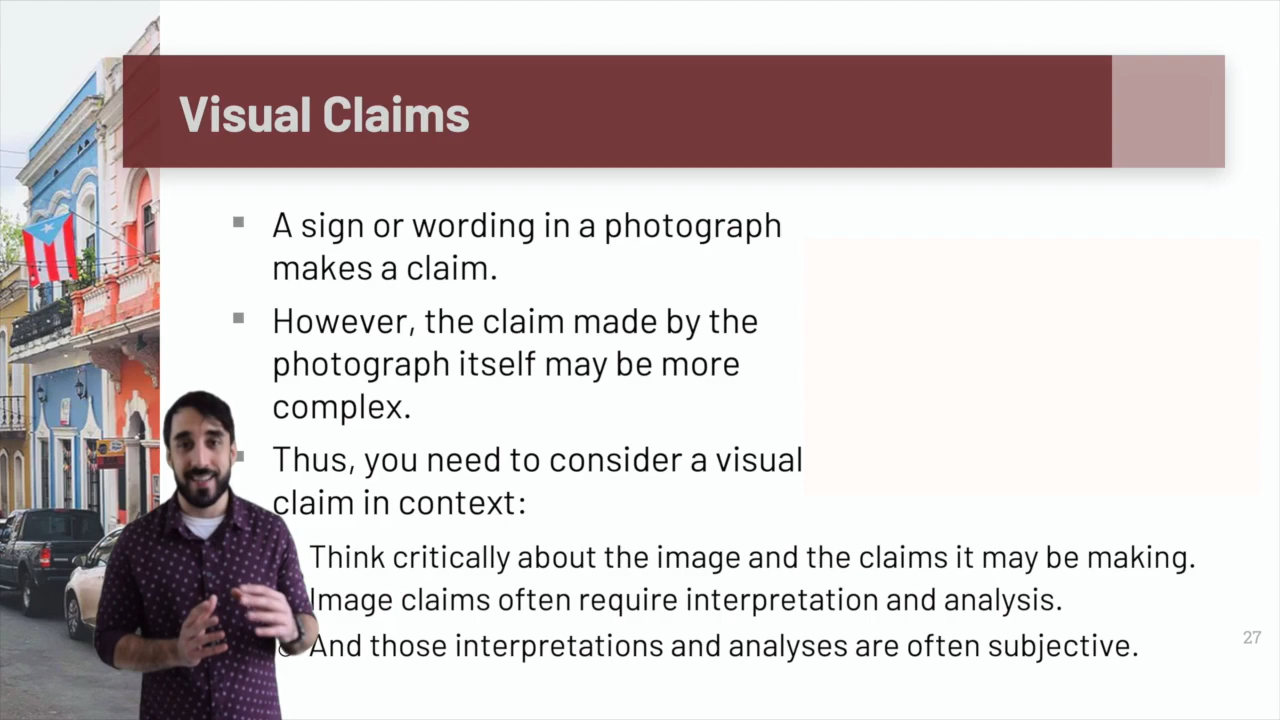 Visual Claims
A sign or wording in a photograph
makes a claim.
However, the claim made by the
photograph itself may be more
complex.
Thus, you need to consider a visual
claim in context:
Think critically about the image and the claims it may be making.
Image claims often require interpretation and analysis.
And those interpretations and analyses are often subjective.
27